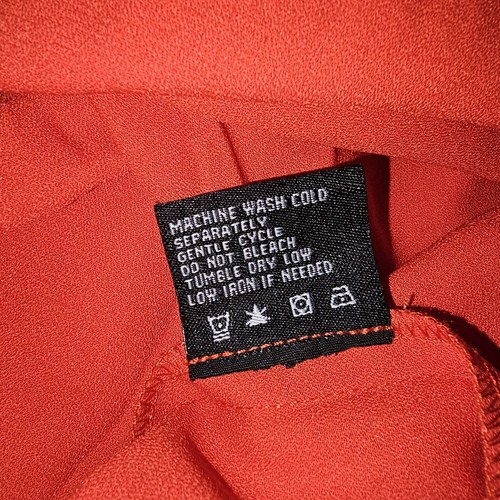 MACHINE WASH COLD
SEPARATELY
GENTLE CYCLE
DO NOT BLEACH
TUMBLE DRY LOW
LOW IRON IF NEEDED